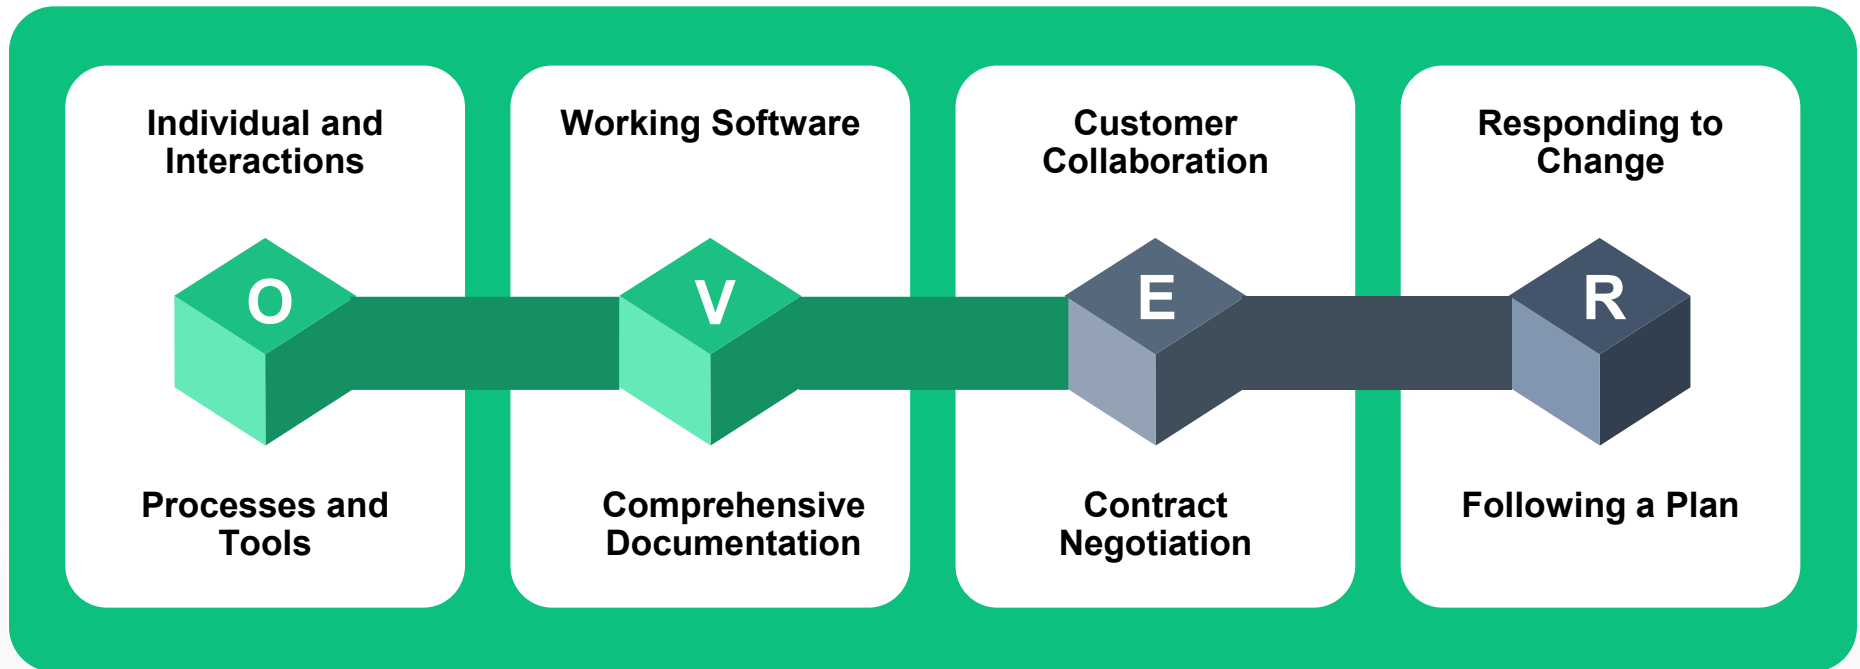 Individual and
Interactions
Working Software
Customer
Collaboration
Responding to
Change
O
V
E
R
Processes and
Tools
Comprehensive
Documentation
Contract
Negotiation
Following a Plan